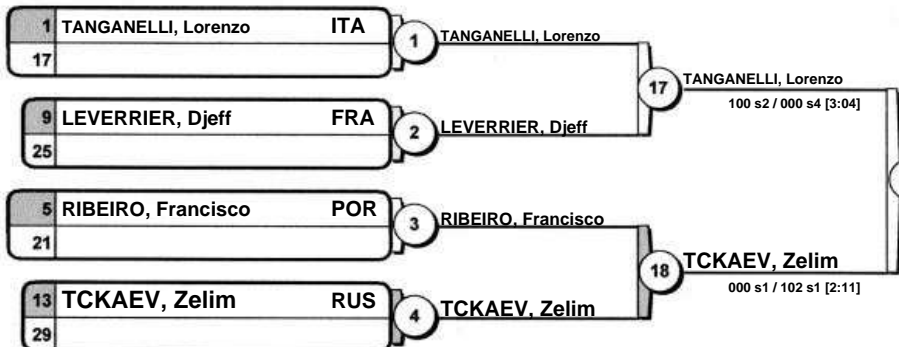 1 TANGANELLI, Lorenzo ITA
17
1 TANGANELLI, Lorenzo
9 LEVERRIER, Djeff FRA
25
2 LEVERRIER, Djeff
17 TANGANELLI, Lorenzo
100 s2 / 000 s4 [3:04]
5 RIBEIRO, Francisco POR
21
3 RIBEIRO, Francisco
13 TCKAEV, Zelim RUS
29
4 TCKAEV, Zelim
18 TCKAEV, Zelim
000 s1 / 102 s1 [2:11]